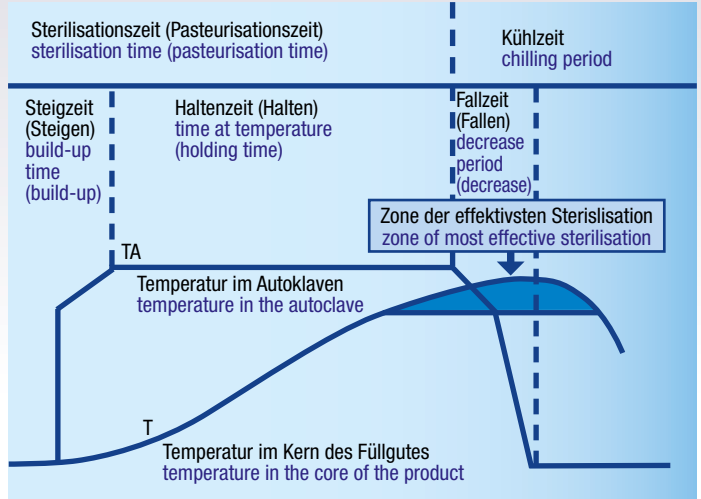 Sterilisationszeit (Pasteurisationszeit)
sterilisation time (pasteurisation time)
Kühlzeit
chilling period
Steigzeit
(Steigen)
build-up
time
(build-up)
Haltenzeit (Halten)
time at temperature
(holding time)
Fallzeit
(Fallen)
decrease
period
(decrease)
Zone der effektivsten Sterislisation
zone of most effective sterilisation
TA
Temperatur im Autoklaven
temperature in the autoclave
T
Temperatur im Kern des Füllgutes
temperature in the core of the product